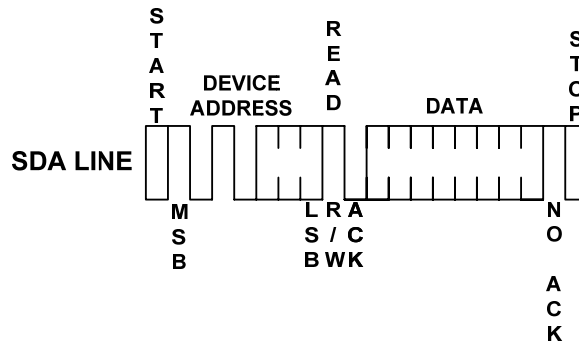 START
READ
STOP
DEVICE
ADDRESS
DATA
SDA LINE
MSB
LSB
R/W
ACK
NO ACK